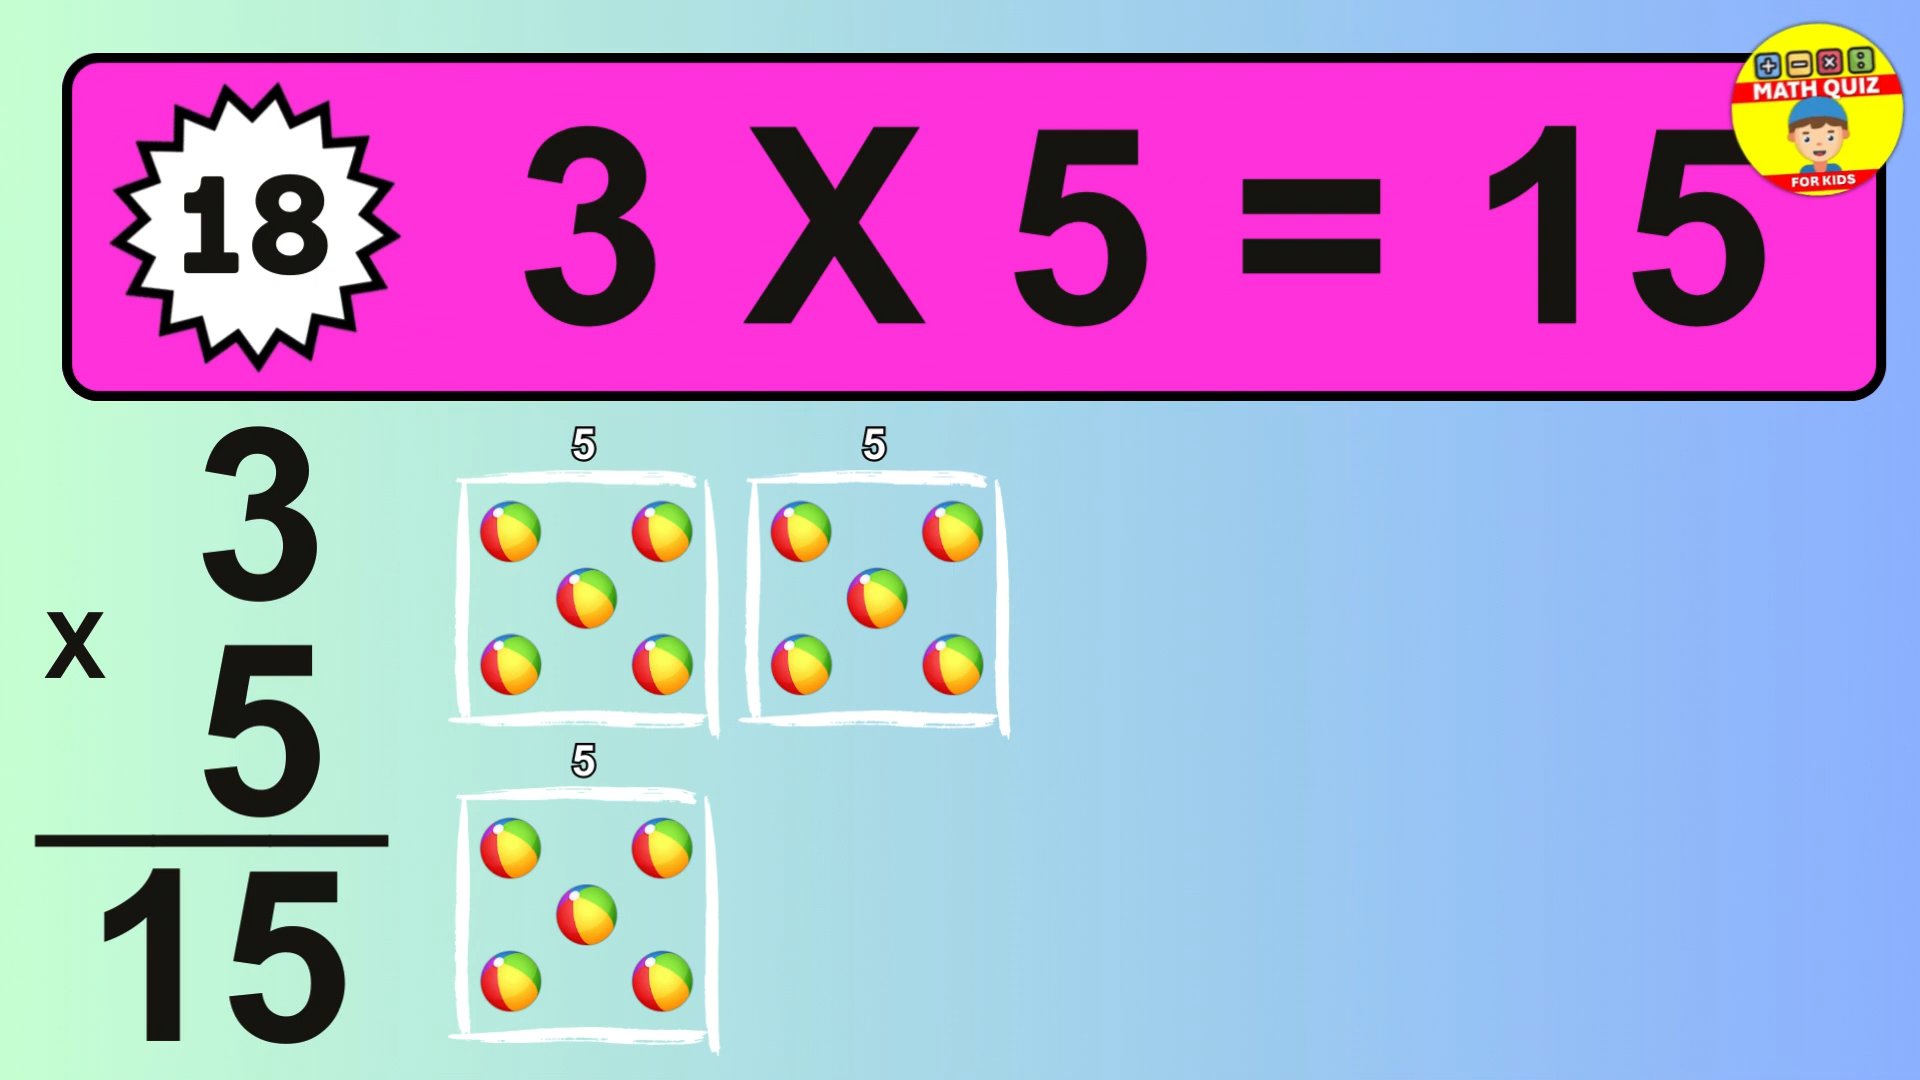 18
3 X 5 = 15
+ − × :
MATH QUIZ
FOR KIDS
3
X
5
15
5
5
5